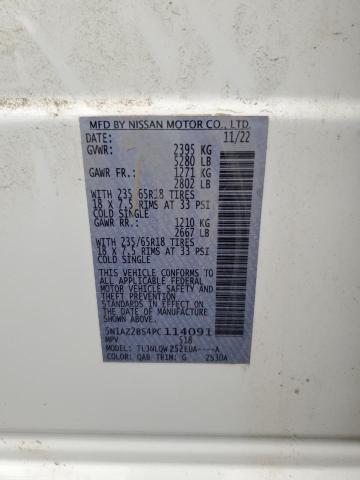 MFD BY NISSAN MOTOR CO., LTD.
DATE: 11/22
GVWR: 2395 KG
5280 LB
GAWR FR.: 1271 KG
2802 LB
WITH 235/65R18 TIRES
18 X 7.5 RIMS AT 33 PSI
COLD SINGLE
GAWR RR.: 1210 KG
2667 LB
WITH 235/65R18 TIRES
18 X 7.5 RIMS AT 33 PSI
COLD SINGLE
THIS VEHICLE CONFORMS TO
ALL APPLICABLE FEDERAL
MOTOR VEHICLE SAFETY
STANDARDS IN EFFECT ON THE
DATE OF MANUFACTURE
SHOWN ABOVE.
5N1AZ2BS4PC114091
MPV 518
MODEL: TLJNLQW252EUA----A
COLOR: QAB TRIM: G 2530A